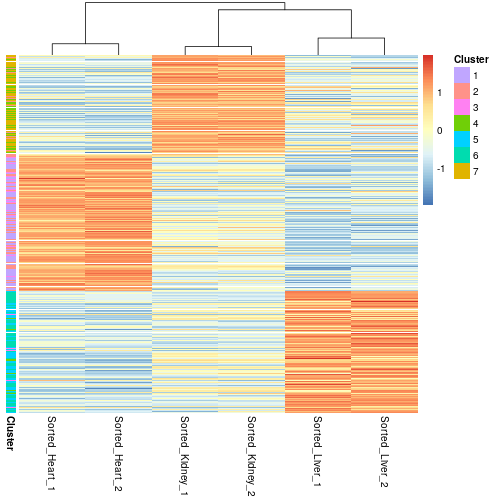 Cluster
1
2
3
4
5
6
7
1
0
-1
Cluster
Sorted_Heart_1
Sorted_Heart_2
Sorted_Kidney_1
Sorted_Kidney_2
Sorted_Liver_1
Sorted_Liver_2